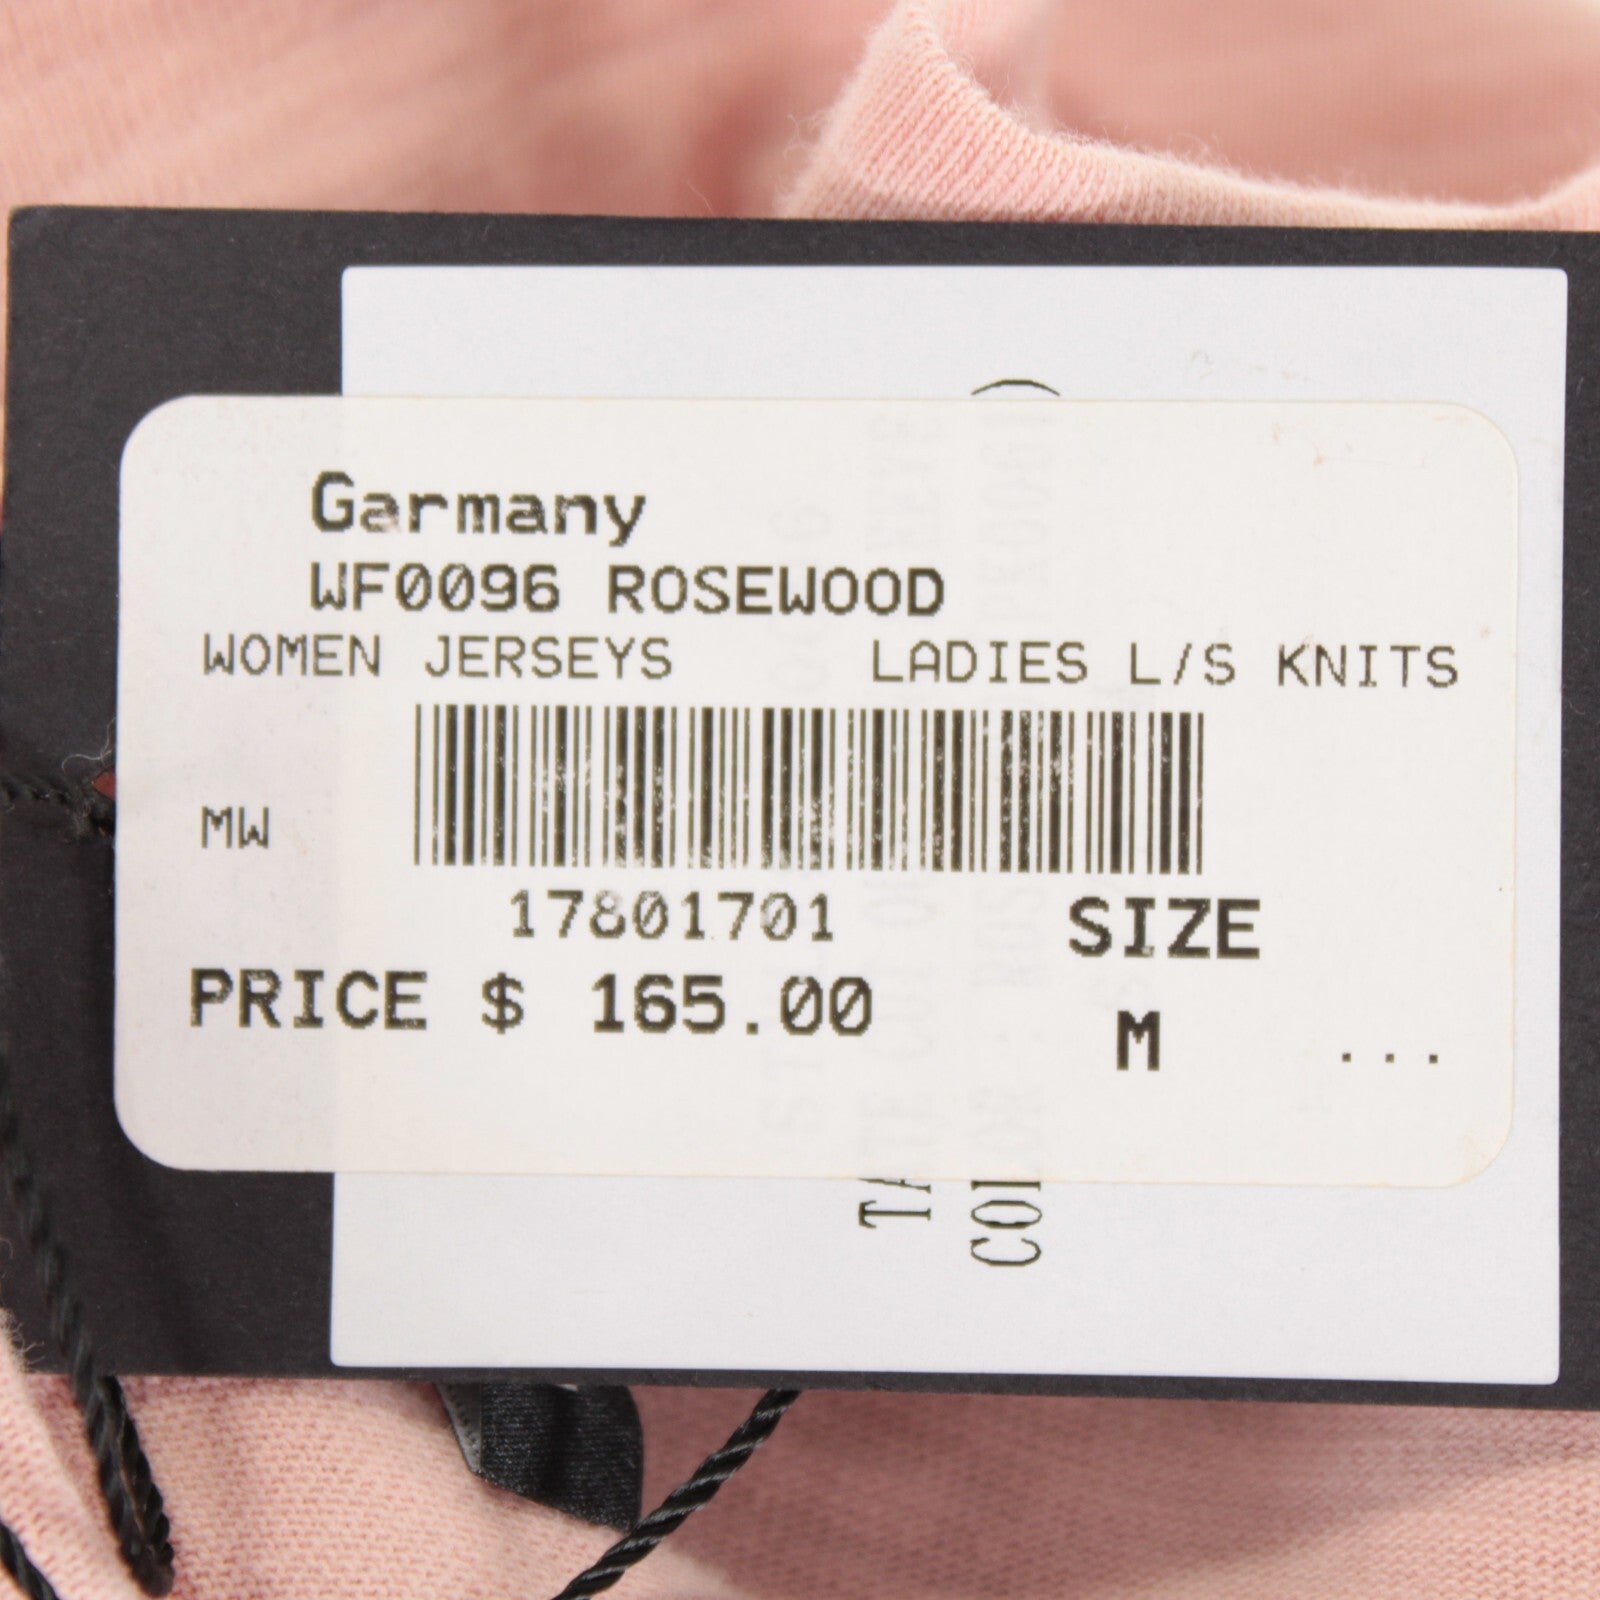 Garmany
WF0096 ROSEWOOD
WOMEN JERSEYS LADIES L/S KNITS
MW
17801701 SIZE
PRICE $ 165.00 M ...